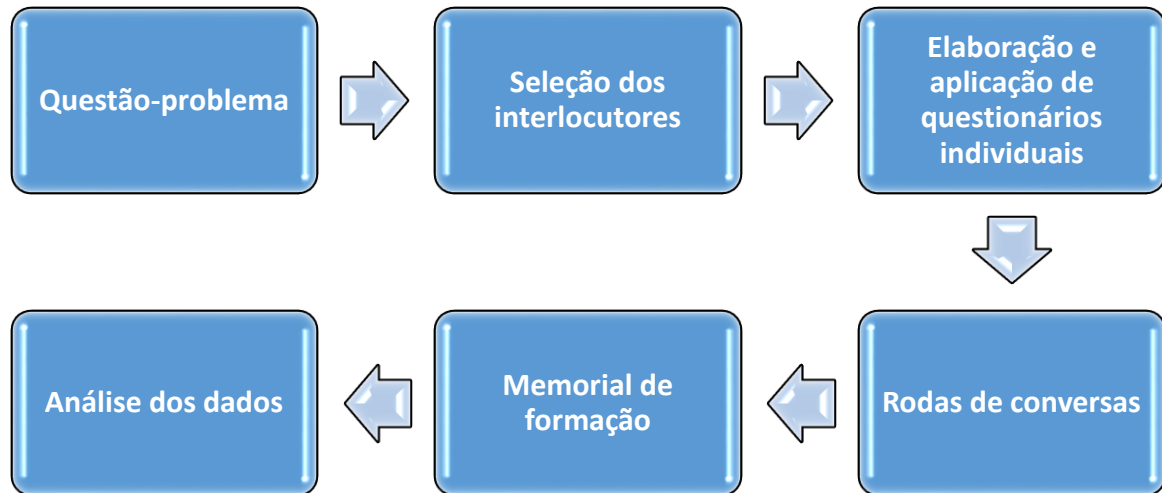 Questão-problema
Seleção dos
interlocutores
Elaboração e
aplicação de
questionários
individuais
Rodas de conversas
Memorial de
formação
Análise dos dados